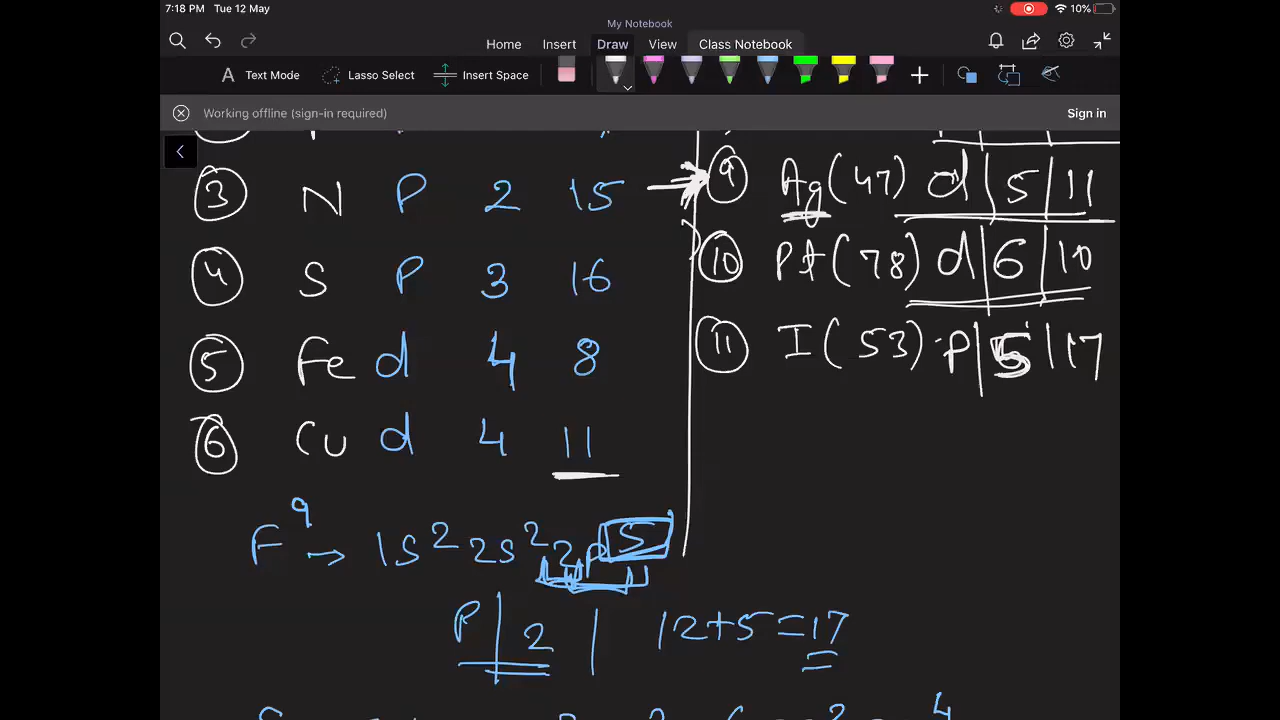 7:18 PM Tue 12 May
10%
My Notebook
Home Insert Draw View Class Notebook
Text Mode Lasso Select Insert Space
Working offline (sign-in required) Sign in
3 N P 2 15
4 S P 3 16
5 Fe d 4 8
6 Cu d 4 11
F 9 → 1s² 2s² 2p⁵
P | 2 | 12+5=17
9 Ag (47) d | 5 | 11
10 Pt (78) d | 6 | 10
11 I (53) P | 5 | 17